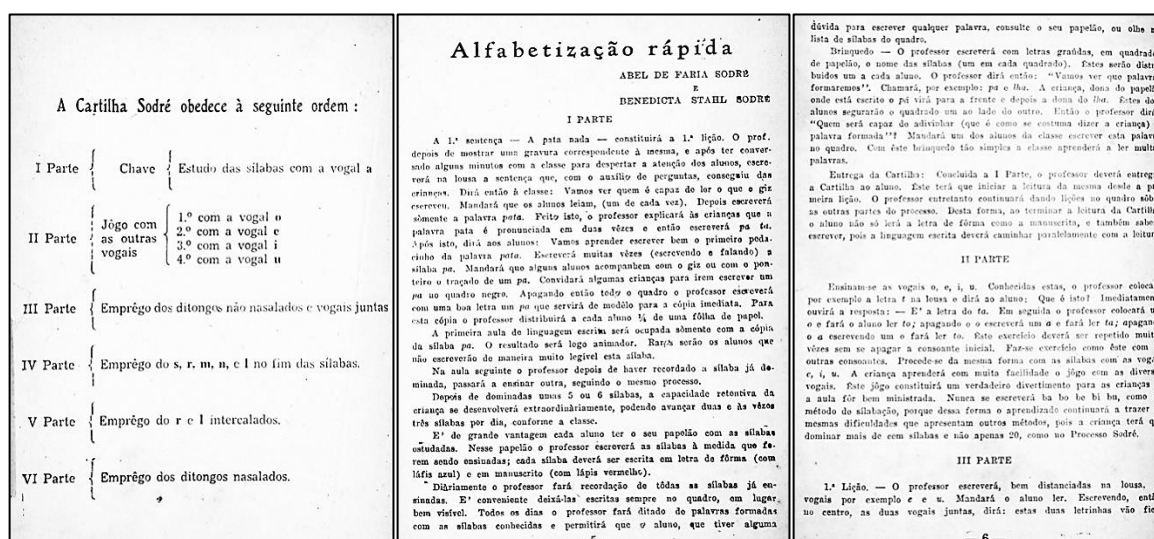 A Cartilha Sodré obedece à seguinte ordem :
I Parte { Chave { Estudo das sílabas com a vogal a
II Parte { Jôgo com as outras vogais { 1.º com a vogal o
2.º com a vogal e
3.º com a vogal i
4.º com a vogal u
III Parte { Emprêgo dos ditongos não nasalados e vogais juntas
IV Parte { Emprêgo do s, r, m, n, e l no fim das sílabas.
V Parte { Emprêgo do r e l intercalados.
VI Parte { Emprêgo dos ditongos nasalados.
Alfabetização rápida
ABEL DE FARIA SODRÉ
E
BENEDICTA STAHL SODRÉ
I PARTE
A 1.ª sentença — A pata nada — constituirá a 1.ª lição. O prof.
depois de mostrar uma gravura correspondente à mesma, e após ter conver-
sado alguns minutos com a classe para despertar a atenção dos alunos, escre-
verá na lousa a sentença que, com o auxílio de perguntas, conseguiu das
crianças. Dirá então à classe: Vamos ver quem é capaz de ler o que o giz
escreveu. Mandará que os alunos leiam, (um de cada vez). Depois escreverá
sòmente a palavra pata. Feito isto, o professor explicará às crianças que a
palavra pata é pronunciada em duas vêzes e então escreverá pa ta.
Após isto, dirá aos alunos: Vamos aprender escrever bem o primeiro peda-
cinho da palavra pata. Escreverá muitas vêzes (escrevendo e falando) a
sílaba pa. Mandará que alguns alunos acompanhem com o giz ou com o pon-
teiro o traçado de um pa. Convidará algumas crianças para irem escrever um
pa no quadro negro. Apagando então todo o quadro o professor escreverá
com uma boa letra um pa que servirá de modêlo para a cópia imediata. Para
esta cópia o professor distribuirá a cada aluno ¼ de uma fôlha de papel.
A primeira aula de linguagem escrita será ocupada sòmente com a cópia
da sílaba pa. O resultado será logo animador. Raros serão os alunos que
não escreverão de maneira muito legível esta sílaba.
Na aula seguinte o professor depois de haver recordado a sílaba já do-
minada, passará a ensinar outra, seguindo o mesmo processo.
Depois de dominadas umas 5 ou 6 sílabas, a capacidade retentiva da
criança se desenvolverá extraordinàriamente, podendo avançar duas e às vêzes
três sílabas por dia, conforme a classe.
E' de grande vantagem cada aluno ter o seu papelão com as sílabas
estudadas. Nesse papelão o professor escreverá as sílabas à medida que fo-
rem sendo ensinadas; cada sílaba deverá ser escrita em letra de fôrma (com
láfis azul) e em manuscrito (com lápis vermelho).
Diàriamente o professor fará recordação de tôdas as sílabas já en-
sinadas. E' conveniente deixá-las escritas sempre no quadro, em lugar
bem visível. Todos os dias o professor fará ditado de palavras formadas
com as sílabas conhecidas e permitirá que o aluno, que tiver alguma
dúvida para escrever qualquer palavra, consulte o seu papelão, ou olhe
lista de sílabas do quadro.
Brinquedo — O professor escreverá com letras graúdas, em quadrad
de papelão, o nome das sílabas (um em cada quadrado). Êstes serão distr
buidos um a cada aluno. O professor dirá então: "Vamos ver que palavr
formaremos". Chamará, por exemplo: pa e lha. A criança, dona do papel
onde está escrito o pá virá para a frente e depois a dona do lha. Êstes do
alunos segurarão o quadrado um ao lado do outro. Então o professor dir
"Quem será capaz do adivinhar (que é como se costuma dizer a criança)
palavra formada"? Mandará um dos alunos da classe escrever esta palavr
no quadro. Com êste brinquedo tão simples a classe aprenderá a ler muit
palavras.
Entrega da Cartilha: Concluida a I Parte, o professor deverá entreg
a Cartilha ao aluno. Êste terá que iniciar a leitura da mesma desde a pr
meira lição. O professor entretanto continuará dando lições no quadro sôb
as outras partes do processo. Desta forma, ao terminar a leitura da Cartilh
o aluno não só lerá a letra de fôrma como a manuscrita, e também sabe
escrever, pois a linguagem escrita deverá caminhar paralelamente com a leitur
II PARTE
Ensinam-se as vogais o, e, i, u. Conhecidas estas, o professor coloca
por exemplo a letra t na lousa e dirá ao aluno; Que é isto? Imediatamen
ouvirá a resposta: — E' a letra do ta. Em seguida o professor colocará u
o e fará o aluno ler to; apagando o o escreverá um a e fará ler ta; apagan
o a escrevendo um o fará ler to. Êste exercício deverá ser repetido muit
vêzes sem se apagar a consoante inicial. Faz-se exercício como êste com
outras consoantes. Procede-se da mesma forma com as sílabas com as voga
e, i, u. A criança aprenderá com muita facilidade o jôgo com as divers
vogais. Êste jôgo constituirá um verdadeiro divertimento para as crianças
a aula fôr bem ministrada. Nunca se escreverá ba bo be bi bu, como
método de silabação, porque dessa forma o aprendizado continuará a trazer
mesmas dificuldades que apresentam outros métodos, pois a criança terá q
dominar mais de cem sílabas e não apenas 20, como no Processo Sodré.
III PARTE
1.ª Lição. — O professor escreverá, bem distanciadas na lousa,
vogais por exemplo e e u. Mandará o aluno ler. Escrevendo, entã
no centro, as duas vogais juntas, dirá: estas duas letrinhas vão fic
— 6 —